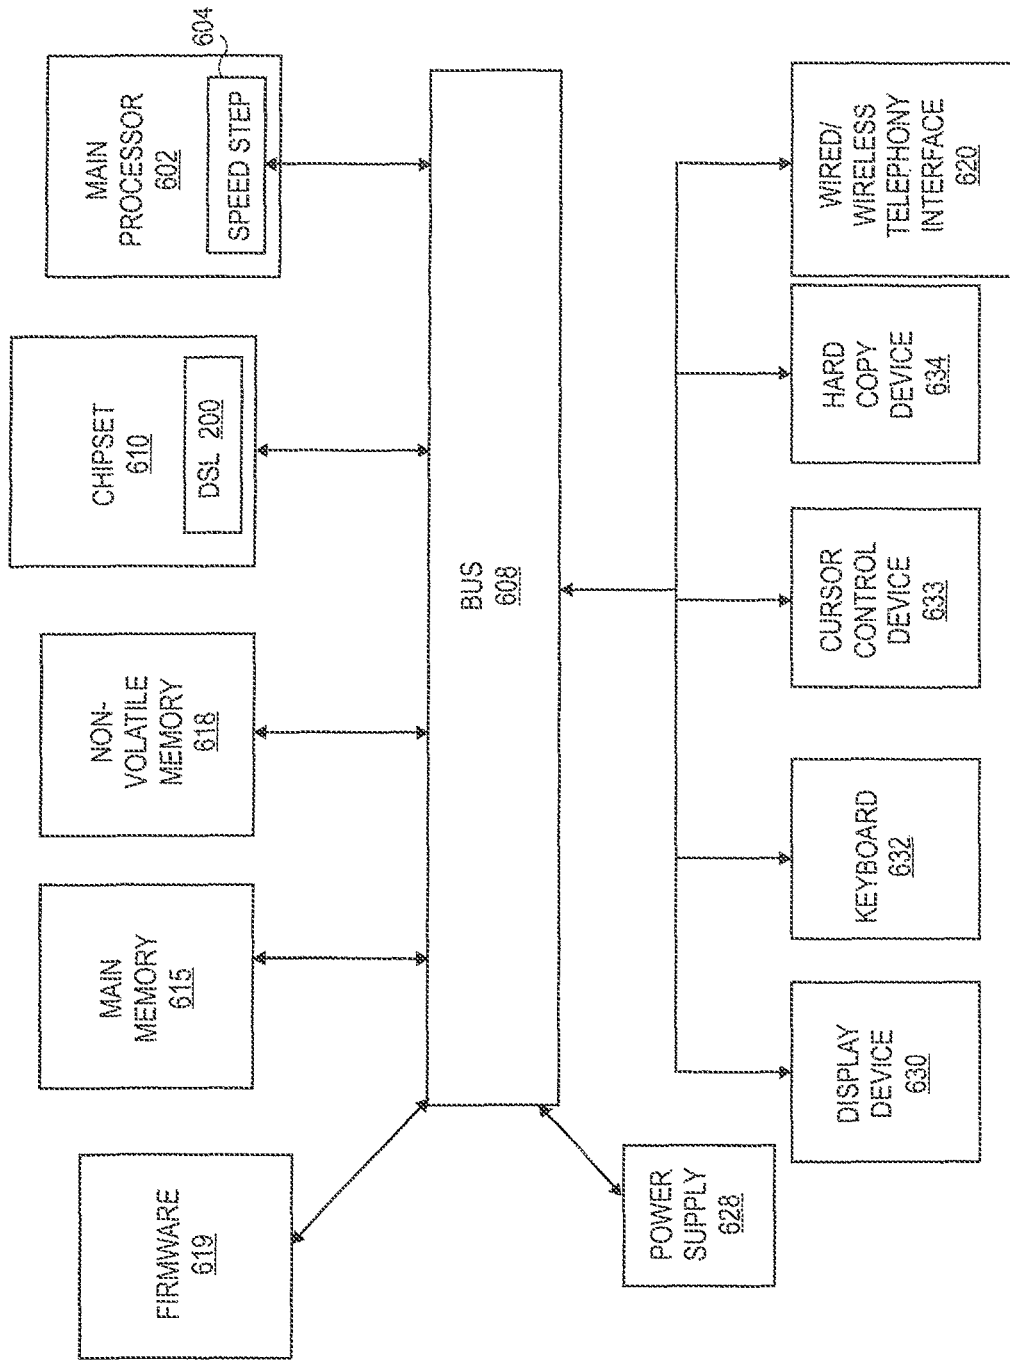 FIRMWARE
619
MAIN
MEMORY
615
NON-
VOLATILE
MEMORY
618
CHIPSET
610
DSL 200
MAIN
PROCESSOR
602
SPEED STEP
604
BUS
608
POWER
SUPPLY
628
DISPLAY
DEVICE
630
KEYBOARD
632
CURSOR
CONTROL
DEVICE
633
HARD
COPY
DEVICE
634
WIRED/
WIRELESS
TELEPHONY
INTERFACE
620